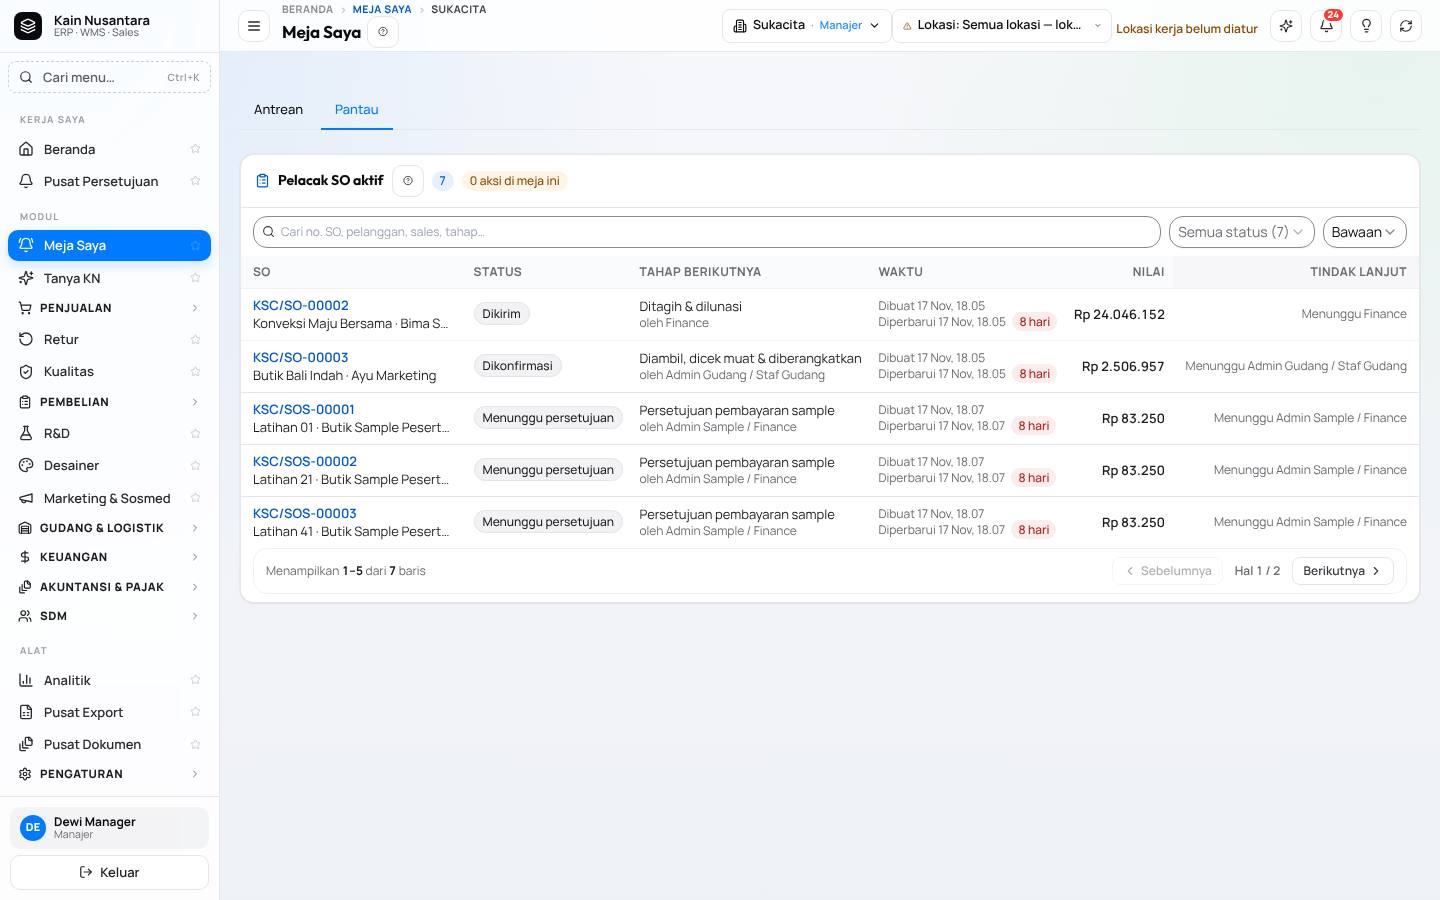 Kain Nusantara
ERP · WMS · Sales
Cari menu... Ctrl+K
KERJA SAYA
Beranda
Pusat Persetujuan
MODUL
Meja Saya
Tanya KN
PENJUALAN
Retur
Kualitas
PEMBELIAN
R&D
Desainer
Marketing & Sosmed
GUDANG & LOGISTIK
KEUANGAN
AKUNTANSI & PAJAK
SDM
ALAT
Analitik
Pusat Export
Pusat Dokumen
PENGATURAN
DE Dewi Manager
Manajer
Keluar
BERANDA > MEJA SAYA > SUKACITA
Meja Saya
Sukacita · Manajer
Lokasi: Semua lokasi — lok...
Lokasi kerja belum diatur
24
Antrean Pantau
Pelacak SO aktif 7 0 aksi di meja ini
Cari no. SO, pelanggan, sales, tahap...
Semua status (7) Bawaan
SO STATUS TAHAP BERIKUTNYA WAKTU NILAI TINDAK LANJUT
KSC/SO-00002 Dikirim Ditagih & dilunasi Dibuat 17 Nov, 18.05 Rp 24.046.152 Menunggu Finance
Konveksi Maju Bersama · Bima S... oleh Finance Diperbarui 17 Nov, 18.05 8 hari
KSC/SO-00003 Dikonfirmasi Diambil, dicek muat & diberangkatkan Dibuat 17 Nov, 18.05 Rp 2.506.957 Menunggu Admin Gudang / Staf Gudang
Butik Bali Indah · Ayu Marketing oleh Admin Gudang / Staf Gudang Diperbarui 17 Nov, 18.05 8 hari
KSC/SOS-00001 Menunggu persetujuan Persetujuan pembayaran sample Dibuat 17 Nov, 18.07 Rp 83.250 Menunggu Admin Sample / Finance
Latihan 01 · Butik Sample Pesert... oleh Admin Sample / Finance Diperbarui 17 Nov, 18.07 8 hari
KSC/SOS-00002 Menunggu persetujuan Persetujuan pembayaran sample Dibuat 17 Nov, 18.07 Rp 83.250 Menunggu Admin Sample / Finance
Latihan 21 · Butik Sample Pesert... oleh Admin Sample / Finance Diperbarui 17 Nov, 18.07 8 hari
KSC/SOS-00003 Menunggu persetujuan Persetujuan pembayaran sample Dibuat 17 Nov, 18.07 Rp 83.250 Menunggu Admin Sample / Finance
Latihan 41 · Butik Sample Pesert... oleh Admin Sample / Finance Diperbarui 17 Nov, 18.07 8 hari
Menampilkan 1–5 dari 7 baris
Sebelumnya Hal 1 / 2 Berikutnya